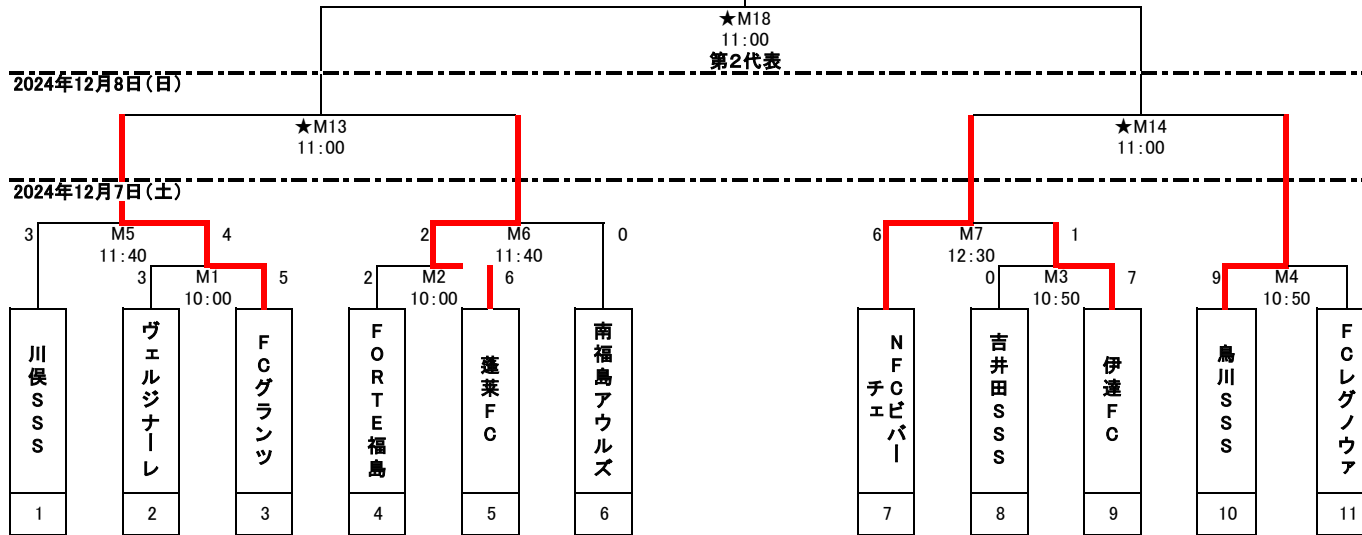 ★M18
11:00
第2代表
2024年12月8日(日)
★M13
11:00
★M14
11:00
2024年12月7日(土)
3 M5 4 2 M6 0 6 M7 1
11:40 11:40 12:30
3 M1 5 2 M2 6 0 M3 7 9 M4
10:00 10:00 10:50 10:50
川俣SSS
ヴェルジナーレ
FCグランツ
FORTE福島
蓬莱FC
南福島アウルズ
NFCビバー
チェ
吉井田SSS
伊達FC
鳥川SSS
FCレグノウァ
1 2 3 4 5 6 7 8 9 10 11